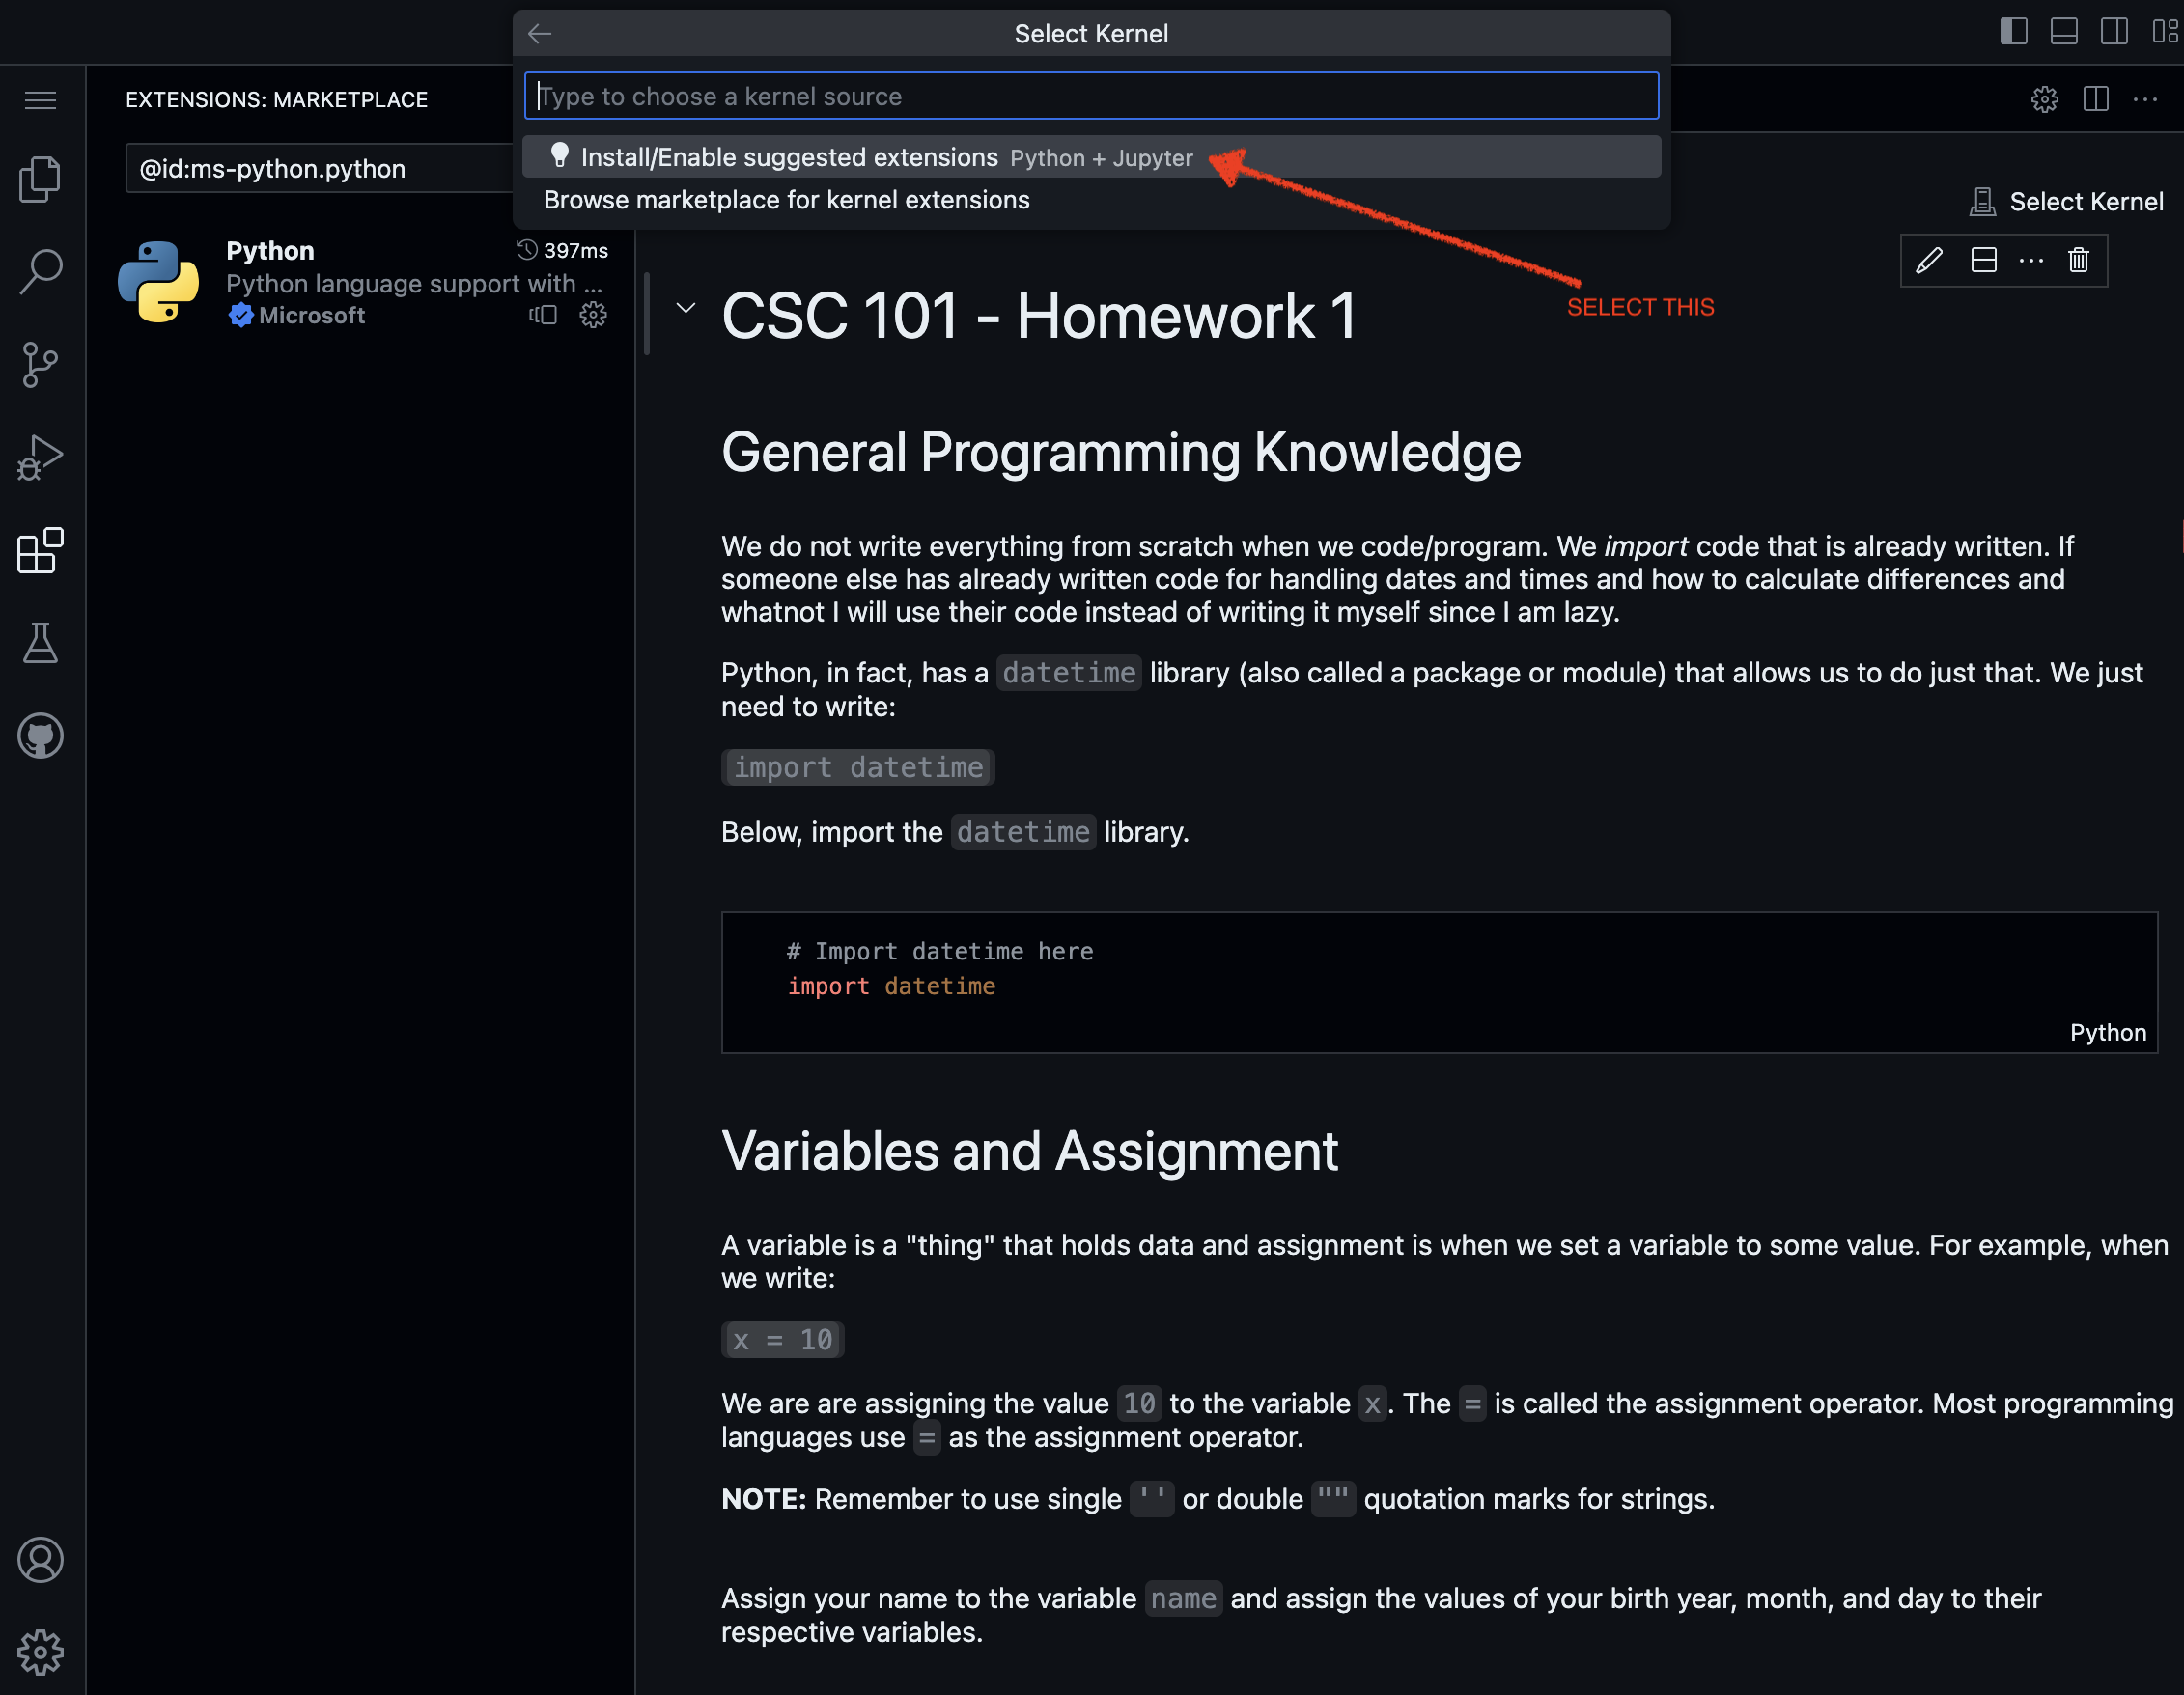 Select Kernel
Type to choose a kernel source
Install/Enable suggested extensions Python + Jupyter
Browse marketplace for kernel extensions
EXTENSIONS: MARKETPLACE
@id:ms-python.python
Python 397ms
Python language support with ...
Microsoft
Select Kernel
SELECT THIS
CSC 101 - Homework 1
General Programming Knowledge
We do not write everything from scratch when we code/program. We import code that is already written. If
someone else has already written code for handling dates and times and how to calculate differences and
whatnot I will use their code instead of writing it myself since I am lazy.
Python, in fact, has a datetime library (also called a package or module) that allows us to do just that. We just
need to write:
import datetime
Below, import the datetime library.
# Import datetime here
import datetime
Python
Variables and Assignment
A variable is a "thing" that holds data and assignment is when we set a variable to some value. For example, when
we write:
x = 10
We are are assigning the value 10 to the variable x. The = is called the assignment operator. Most programming
languages use = as the assignment operator.
NOTE: Remember to use single '' or double "" quotation marks for strings.
Assign your name to the variable name and assign the values of your birth year, month, and day to their
respective variables.